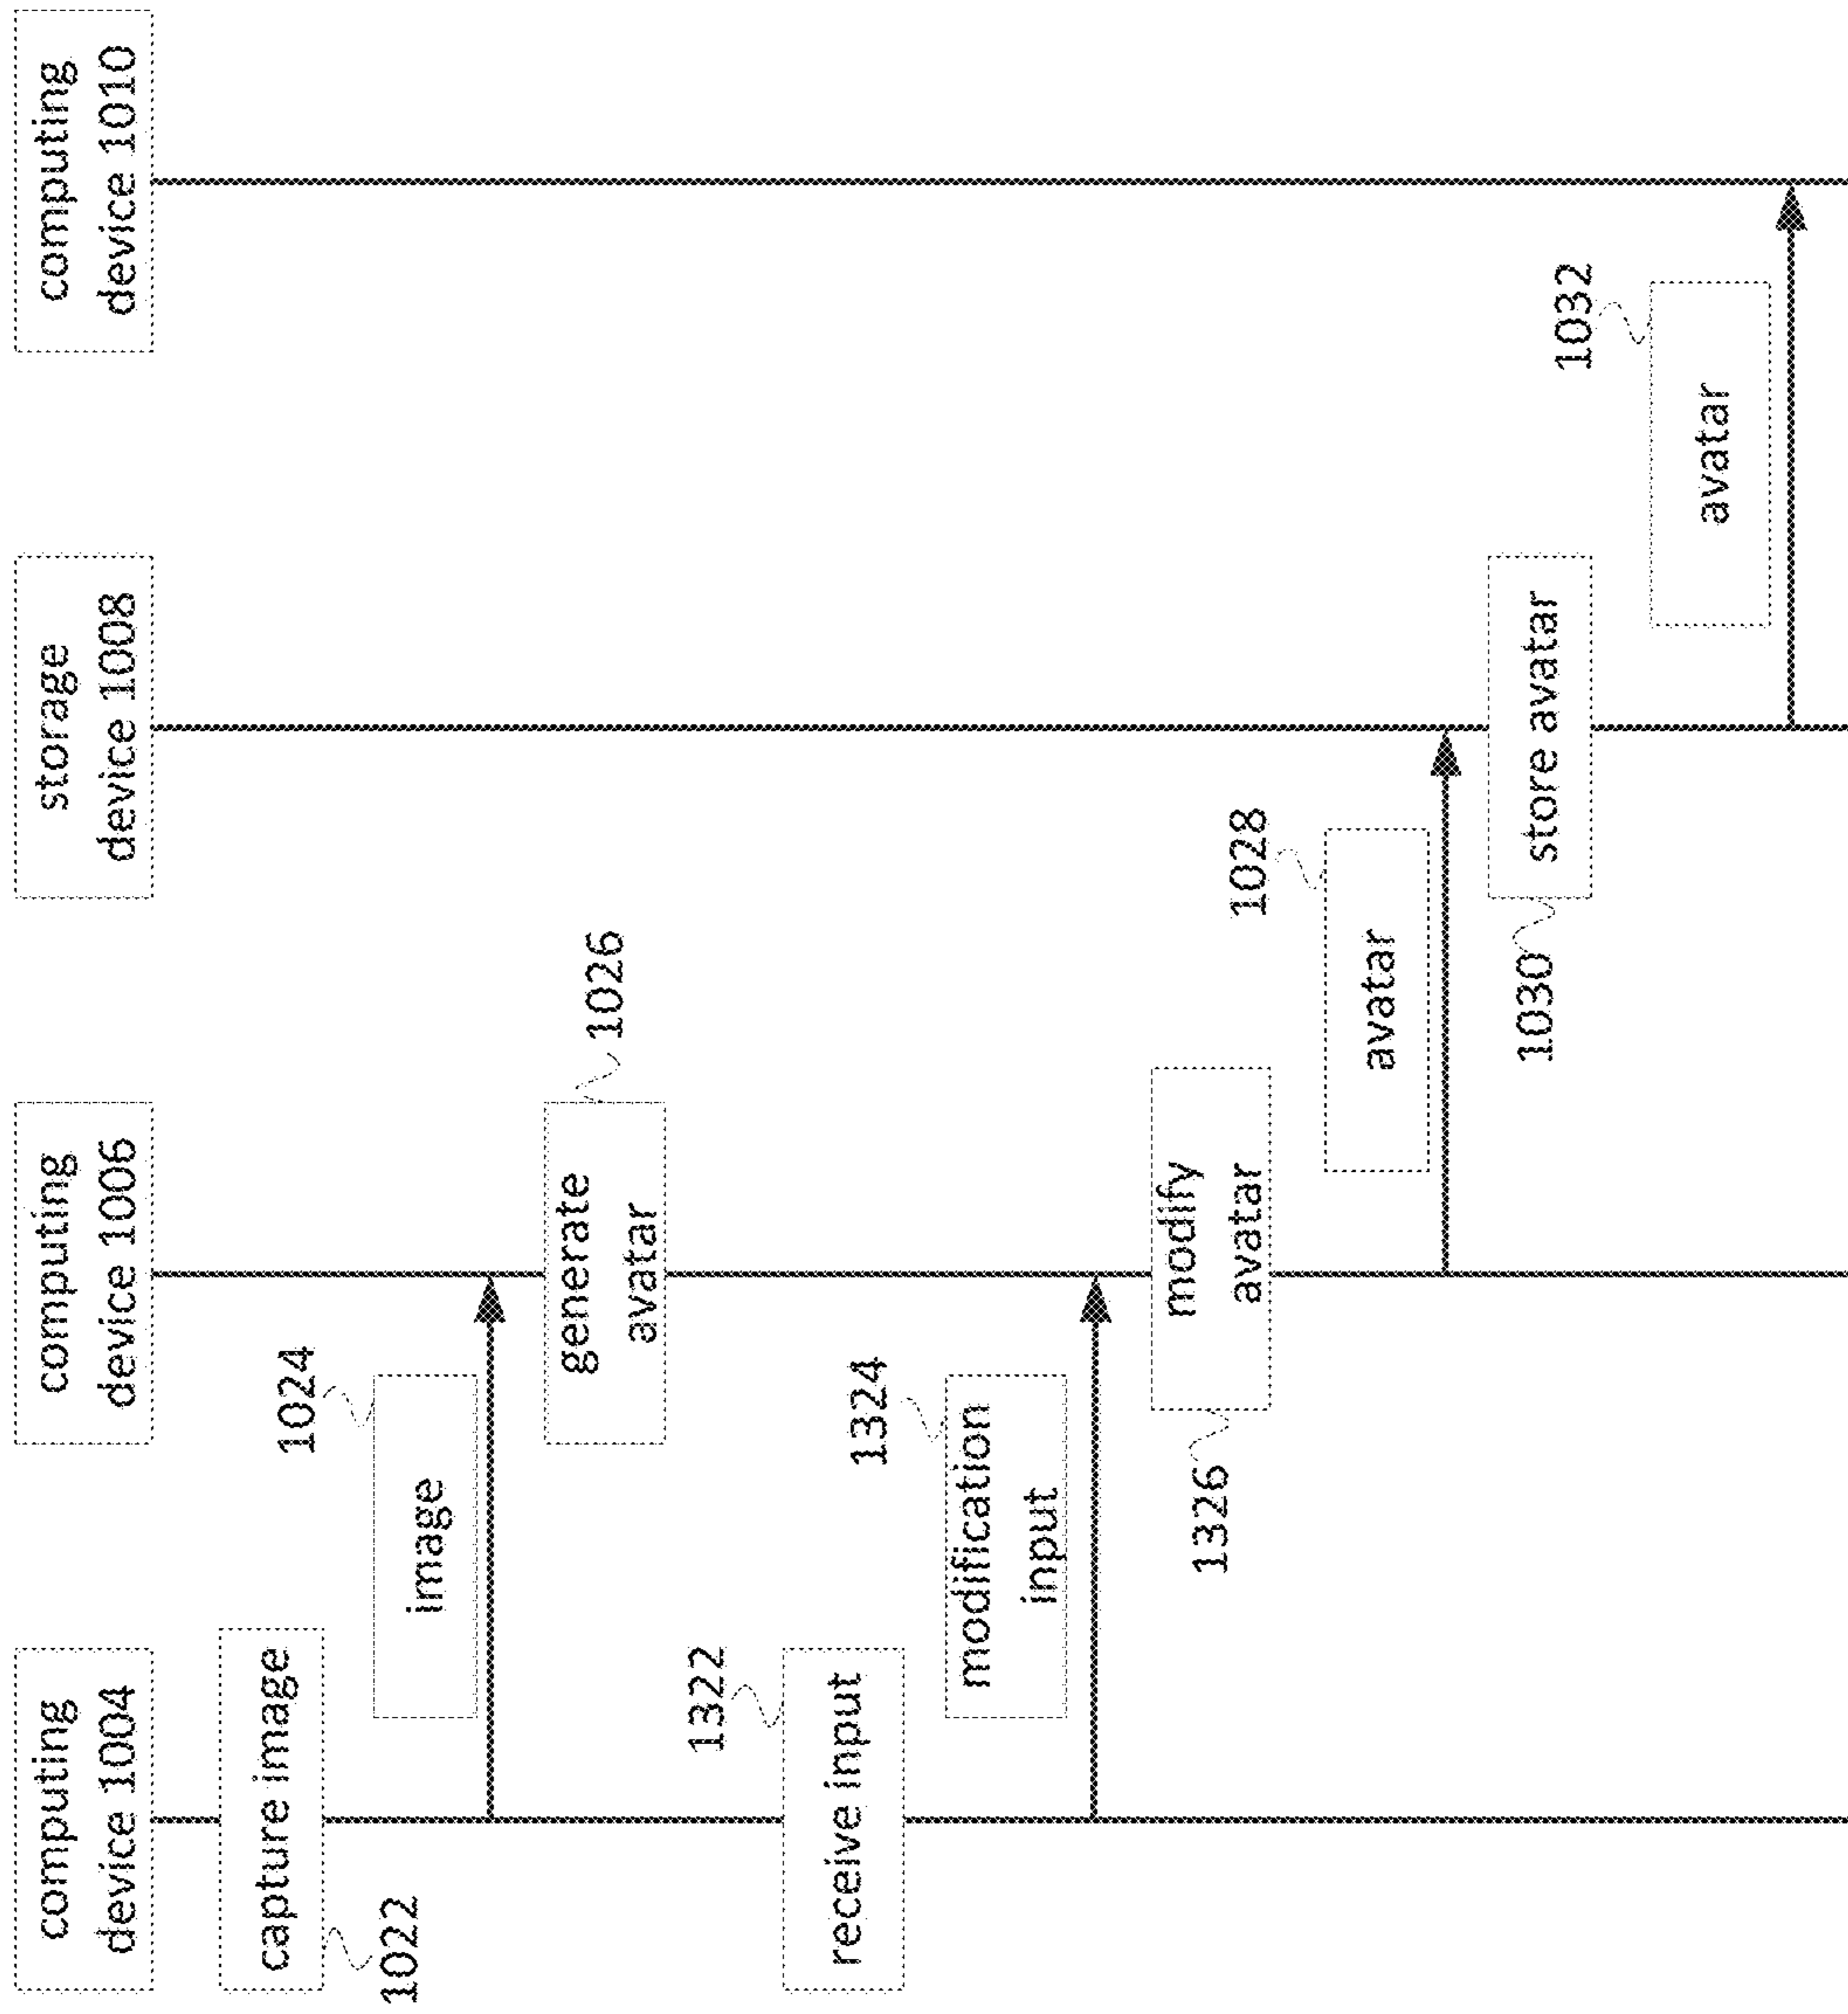 computing
device 1004
computing
device 1006
storage
device 1008
computing
device 1010
capture image
1022
1024
image
generate
avatar
1026
1322
receive input
1324
modification
input
modify
avatar
1326
1028
avatar
store avatar
1030
1032
avatar